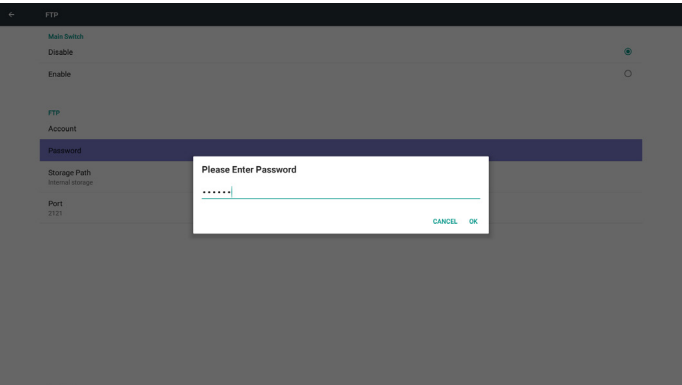 FTP
Main Switch
Disable
Enable
FTP
Account
Password
Storage Path
Internal storage
Port
2121
Please Enter Password
••••••
CANCEL OK